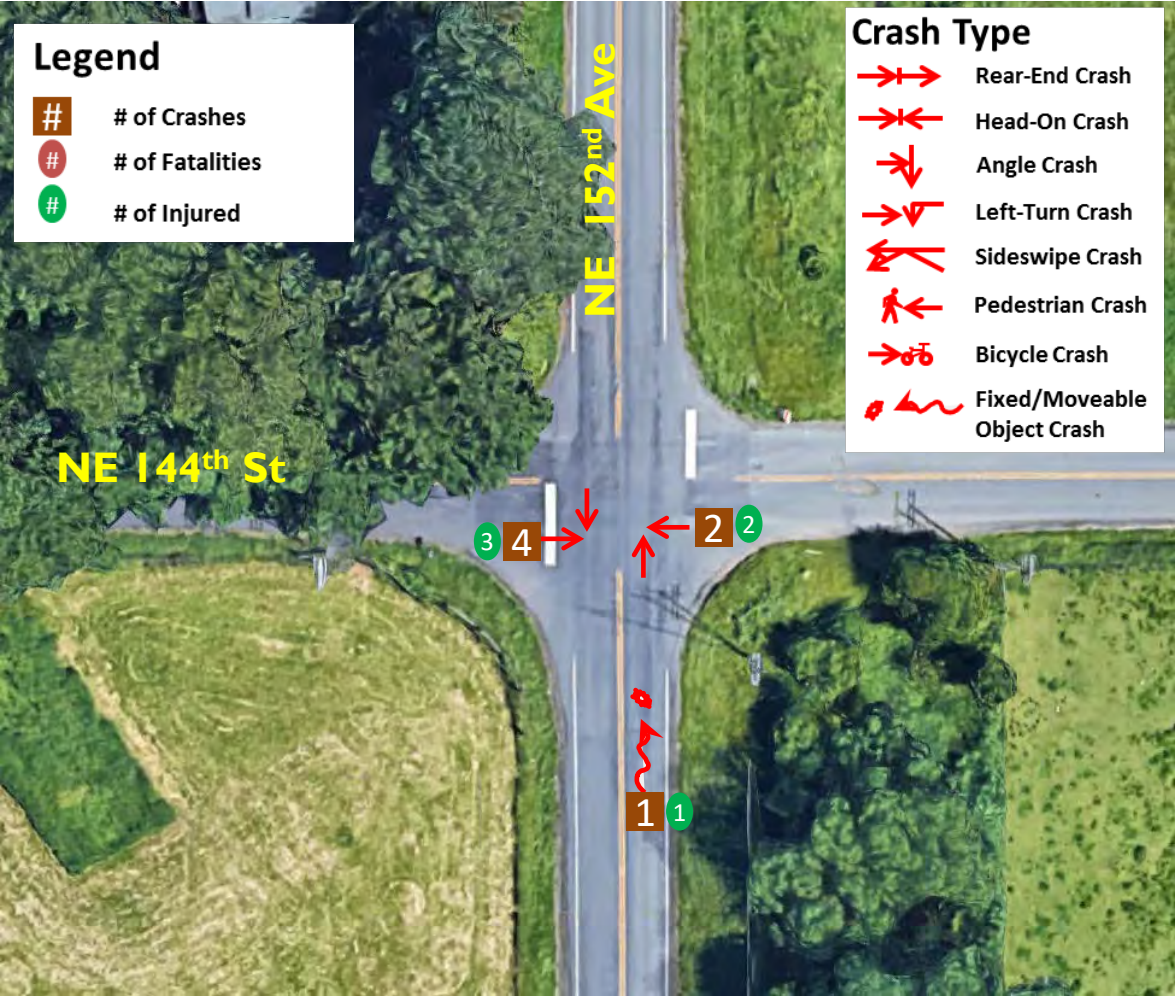 Legend
# # of Crashes
# # of Fatalities
# # of Injured
Crash Type
Rear-End Crash
Head-On Crash
Angle Crash
Left-Turn Crash
Sideswipe Crash
Pedestrian Crash
Bicycle Crash
Fixed/Moveable
Object Crash
NE 152nd Ave
NE 144th St
3 4
2 2
1 1